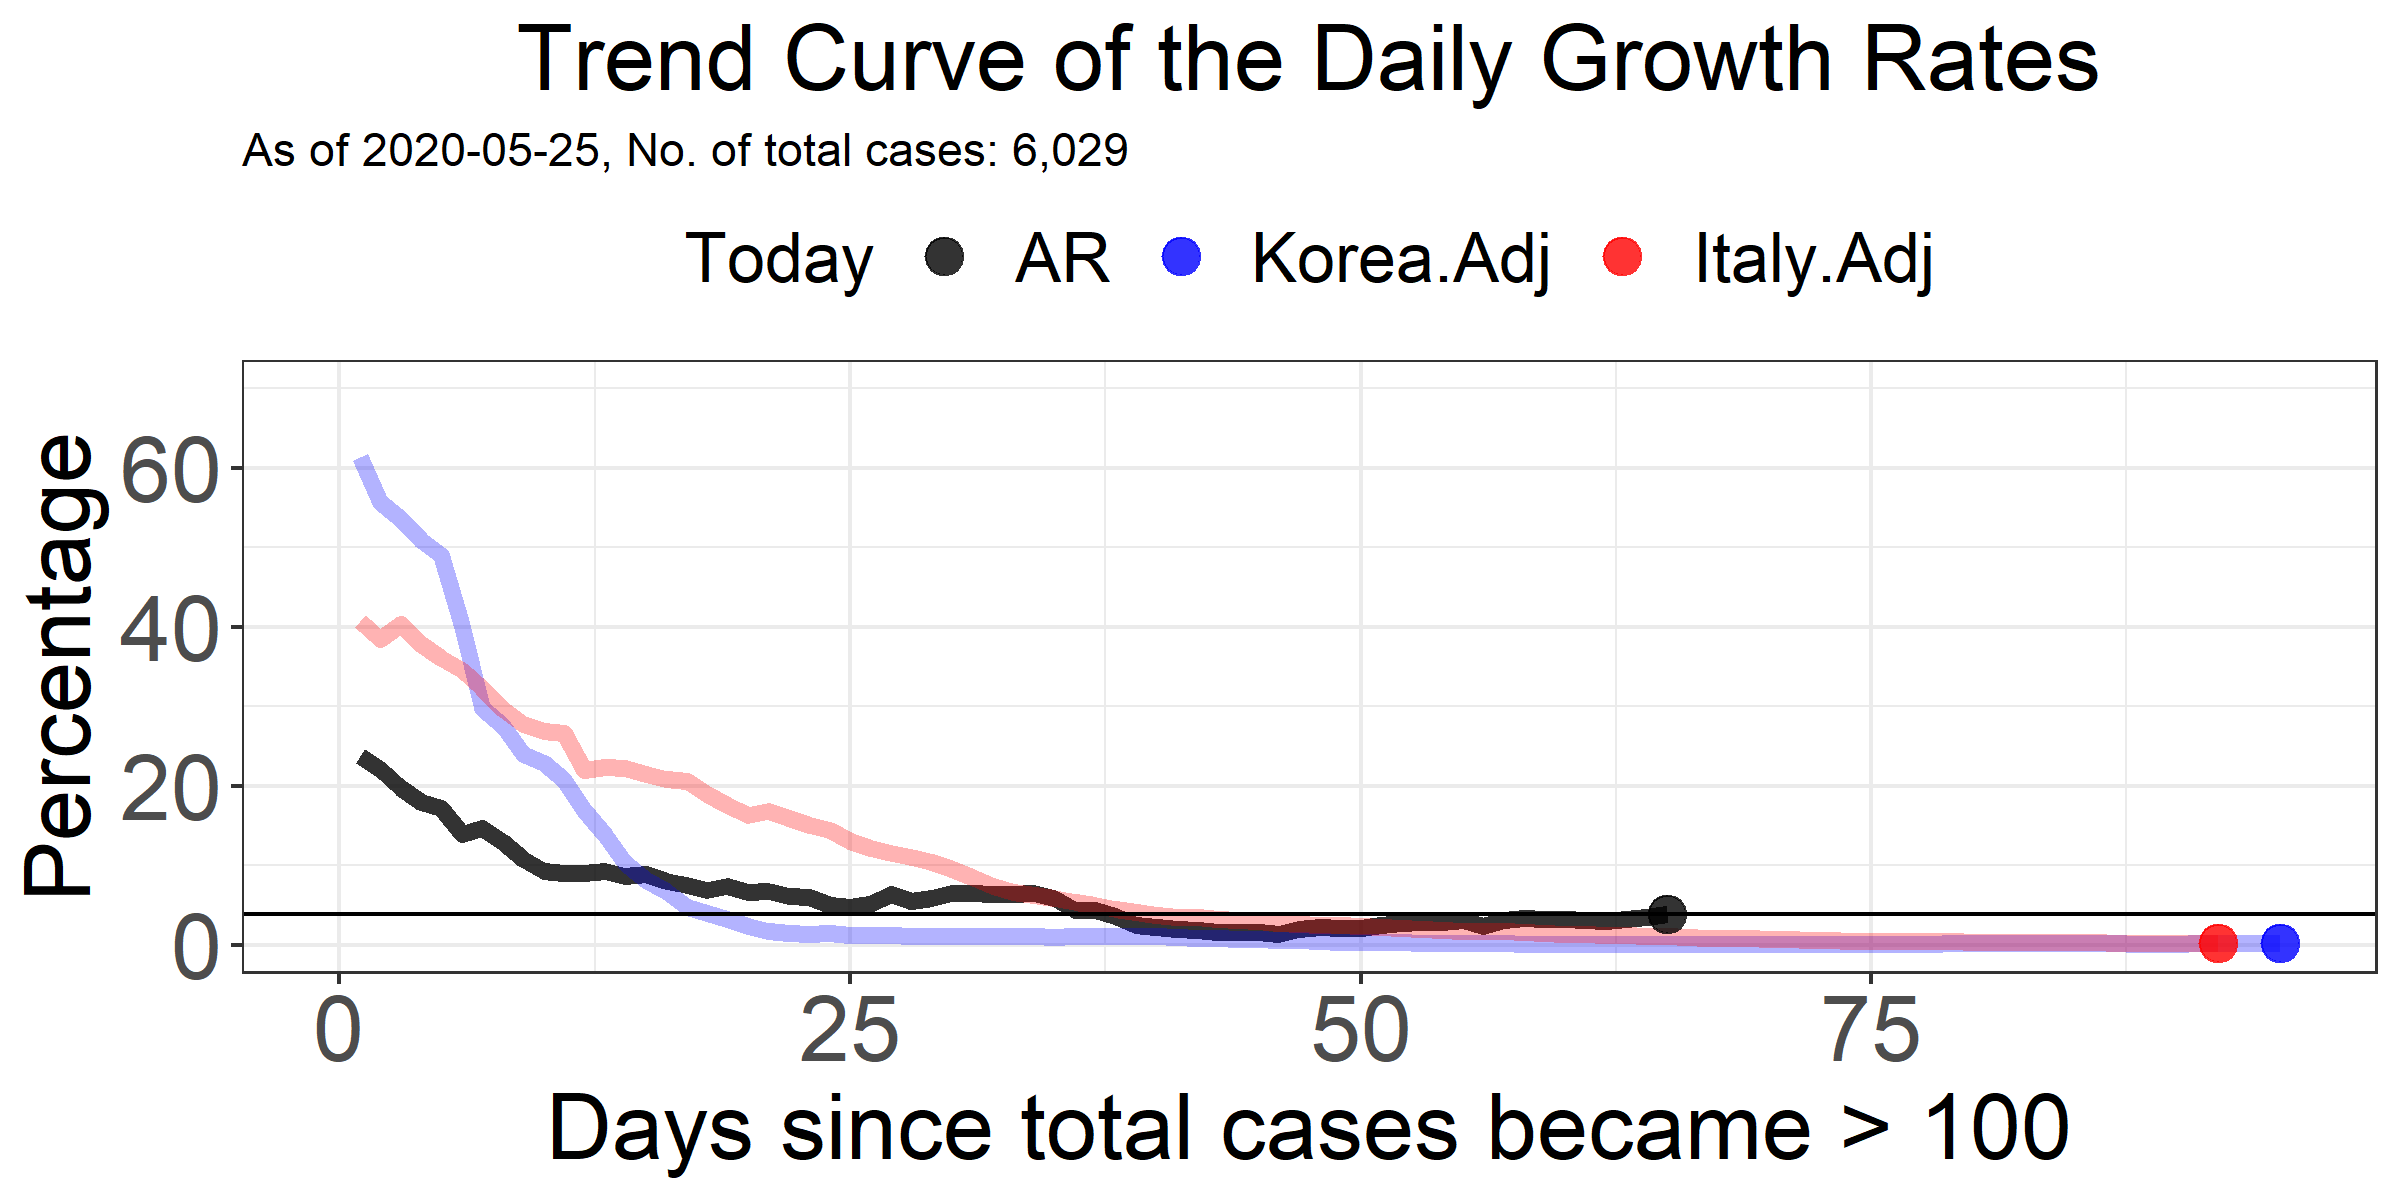 Trend Curve of the Daily Growth Rates
As of 2020-05-25, No. of total cases: 6,029
Today AR Korea.Adj Italy.Adj
Percentage
60
40
20
0
0 25 50 75
Days since total cases became > 100